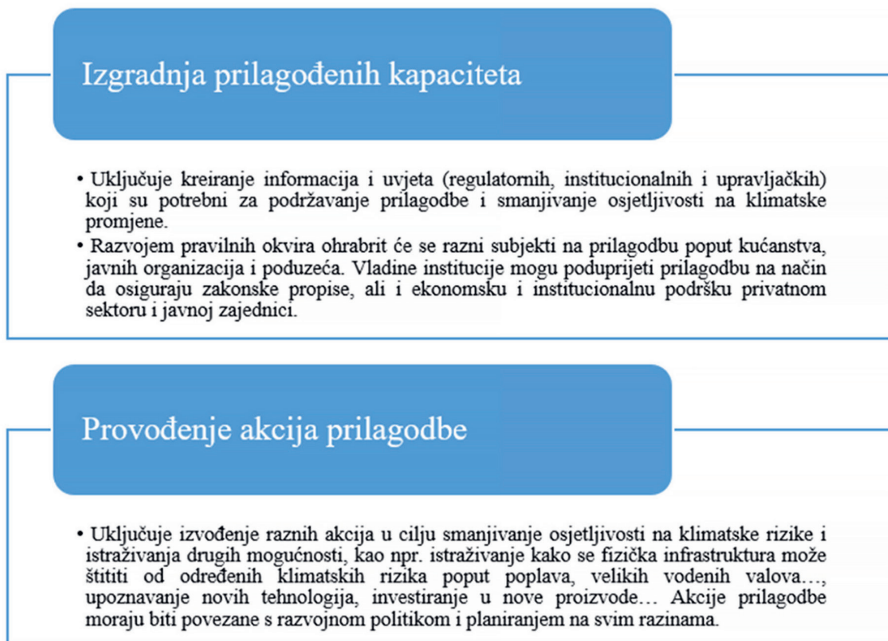 Izgradnja prilagođenih kapaciteta
• Uključuje kreiranje informacija i uvjeta (regulatornih, institucionalnih i upravljačkih)
koji su potrebni za podržavanje prilagodbe i smanjivanje osjetljivosti na klimatske
promjene.
• Razvojem pravilnih okvira ohrabrit će se razni subjekti na prilagodbu poput kućanstva,
javnih organizacija i poduzeća. Vladine institucije mogu poduprijeti prilagodbu na način
da osiguraju zakonske propise, ali i ekonomsku i institucionalnu podršku privatnom
sektoru i javnoj zajednici.
Provođenje akcija prilagodbe
• Uključuje izvođenje raznih akcija u cilju smanjivanje osjetljivosti na klimatske rizike i
istraživanja drugih mogućnosti, kao npr. istraživanje kako se fizička infrastruktura može
štititi od određenih klimatskih rizika poput poplava, velikih vodenih valova…,
upoznavanje novih tehnologija, investiranje u nove proizvode… Akcije prilagodbe
moraju biti povezane s razvojnom politikom i planiranjem na svim razinama.